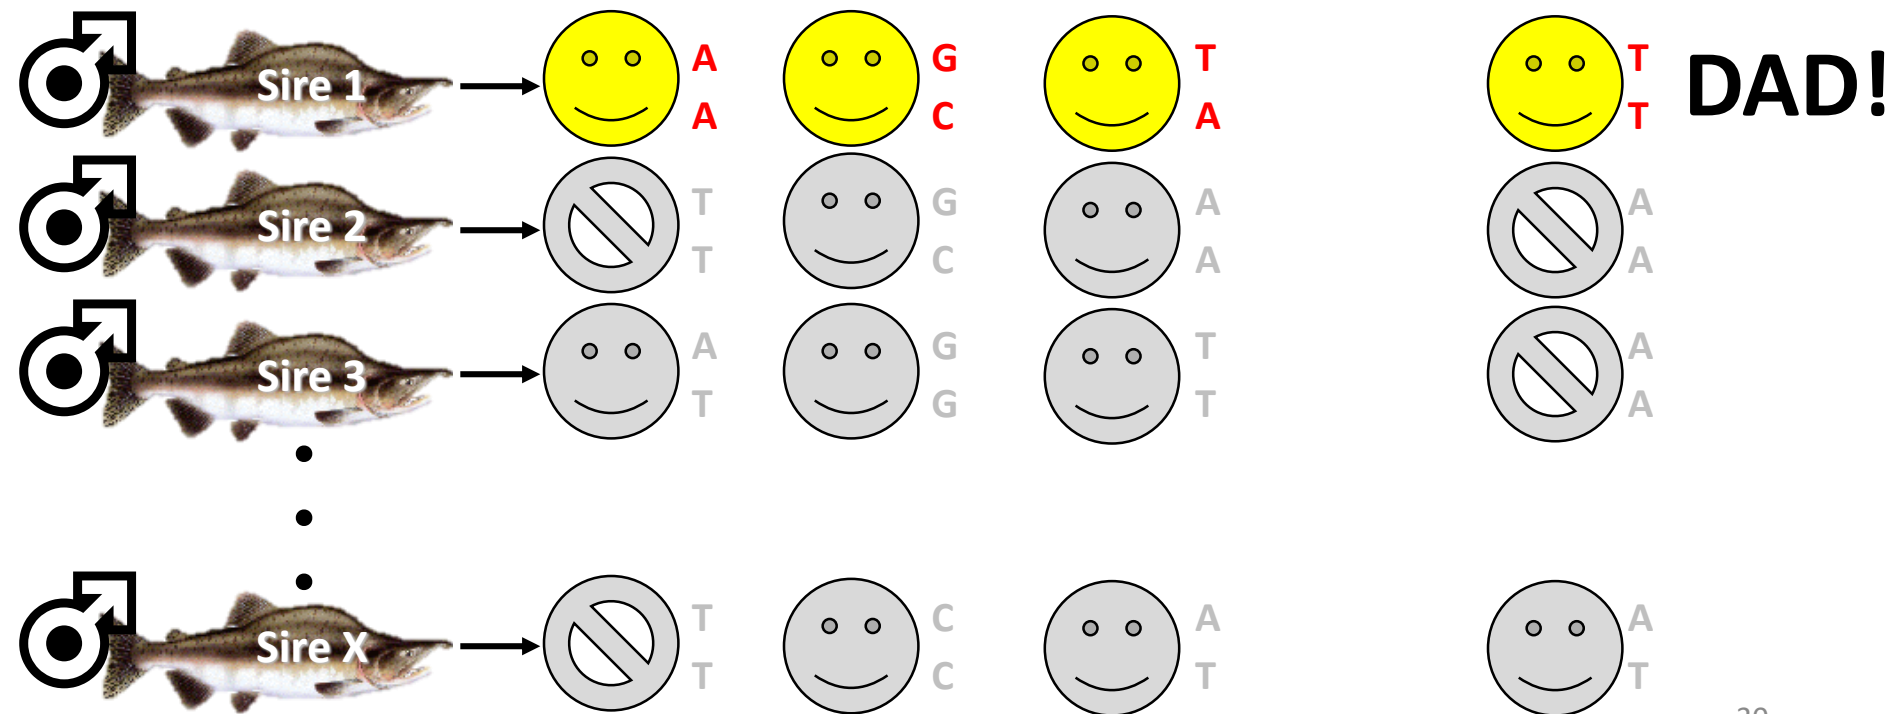 Sire 1 A G T T DAD!
A C A T
Sire 2 T G A A
T C A A
Sire 3 A G T A
T G T A
Sire X T C A A
T C T T